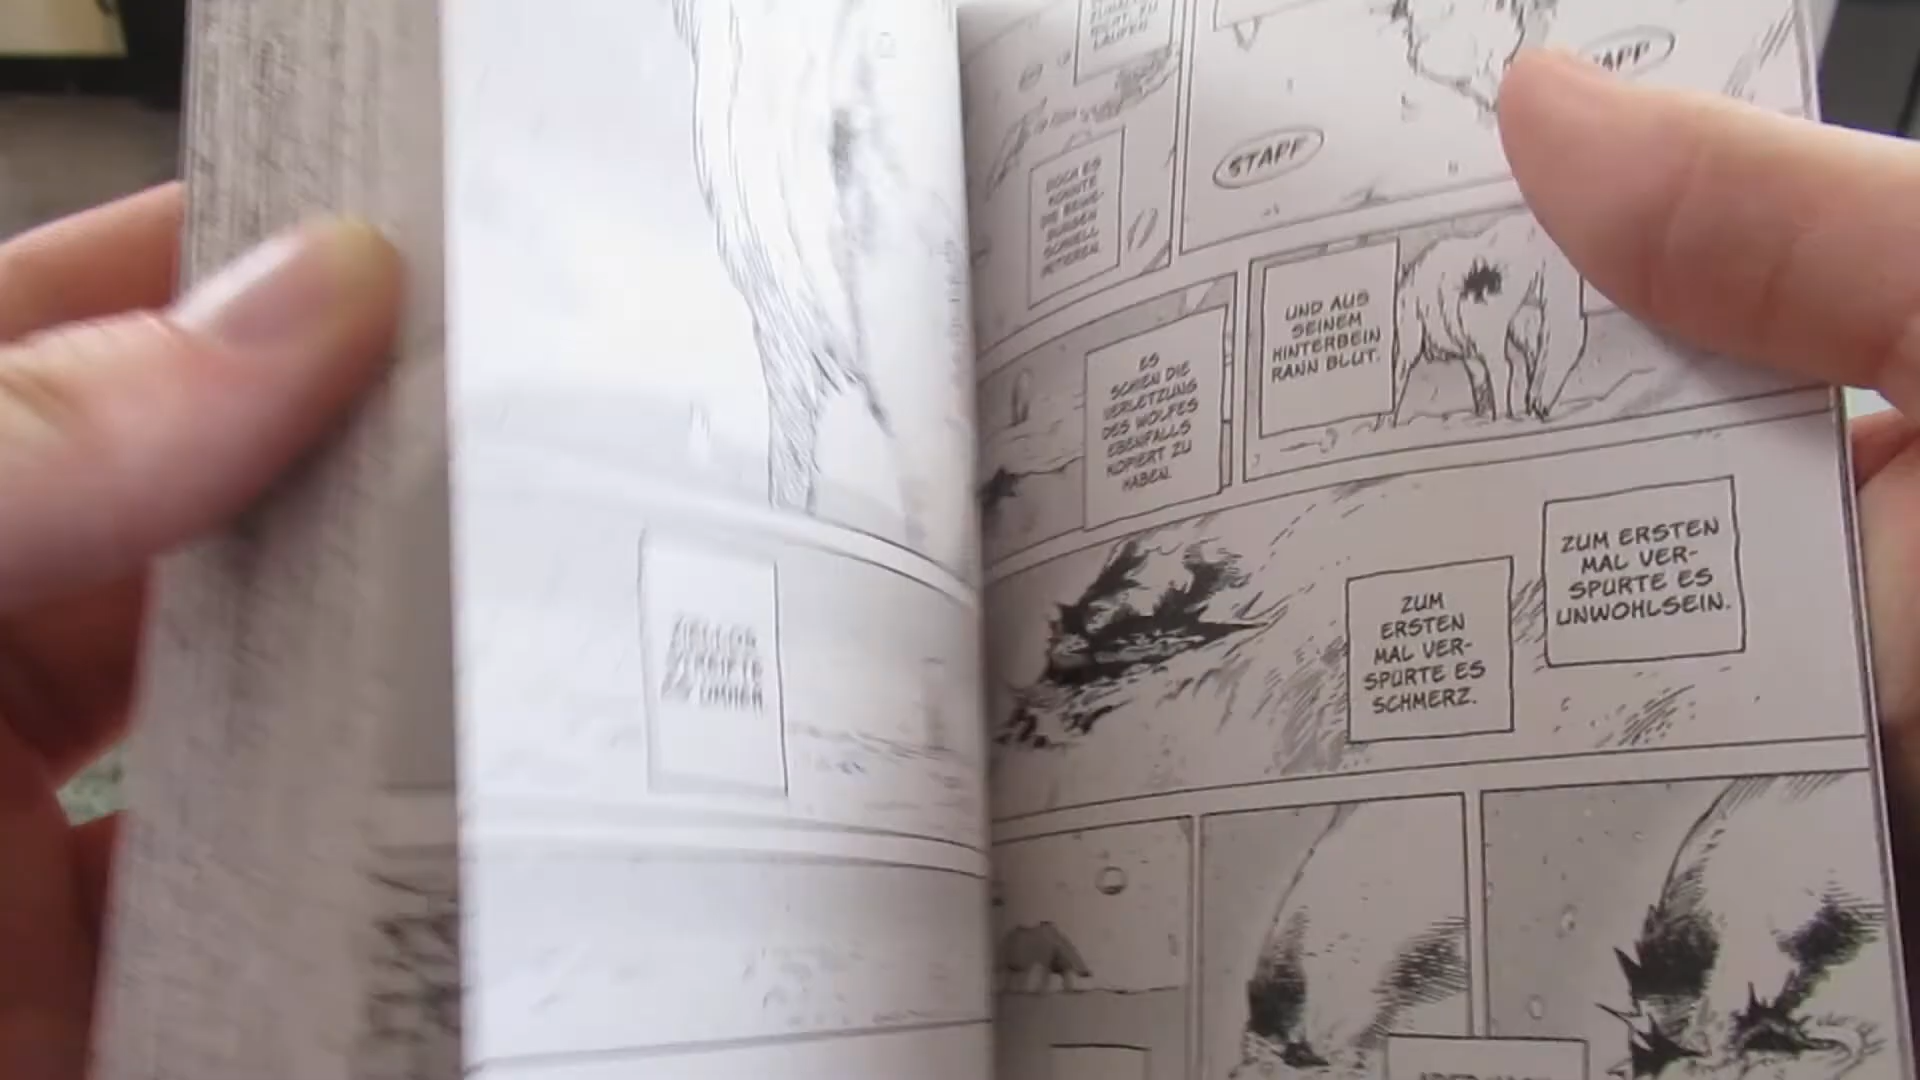 LAUFEN
STAPF
STAPF
DOCH ES
KONNTE
DIE BEWE-
GUNGEN
SCHNELL
IMITIEREN.
UND AUS
SEINEM
HINTERBEIN
RANN BLUT.
ES
SCHIEN DIE
VERLETZUNG
DES WOLFES
EBENFALLS
KOPIERT ZU
HABEN.
ZUM ERSTEN
MAL VER-
SPÜRTE ES
UNWOHLSEIN.
ZUM
ERSTEN
MAL VER-
SPÜRTE ES
SCHMERZ.